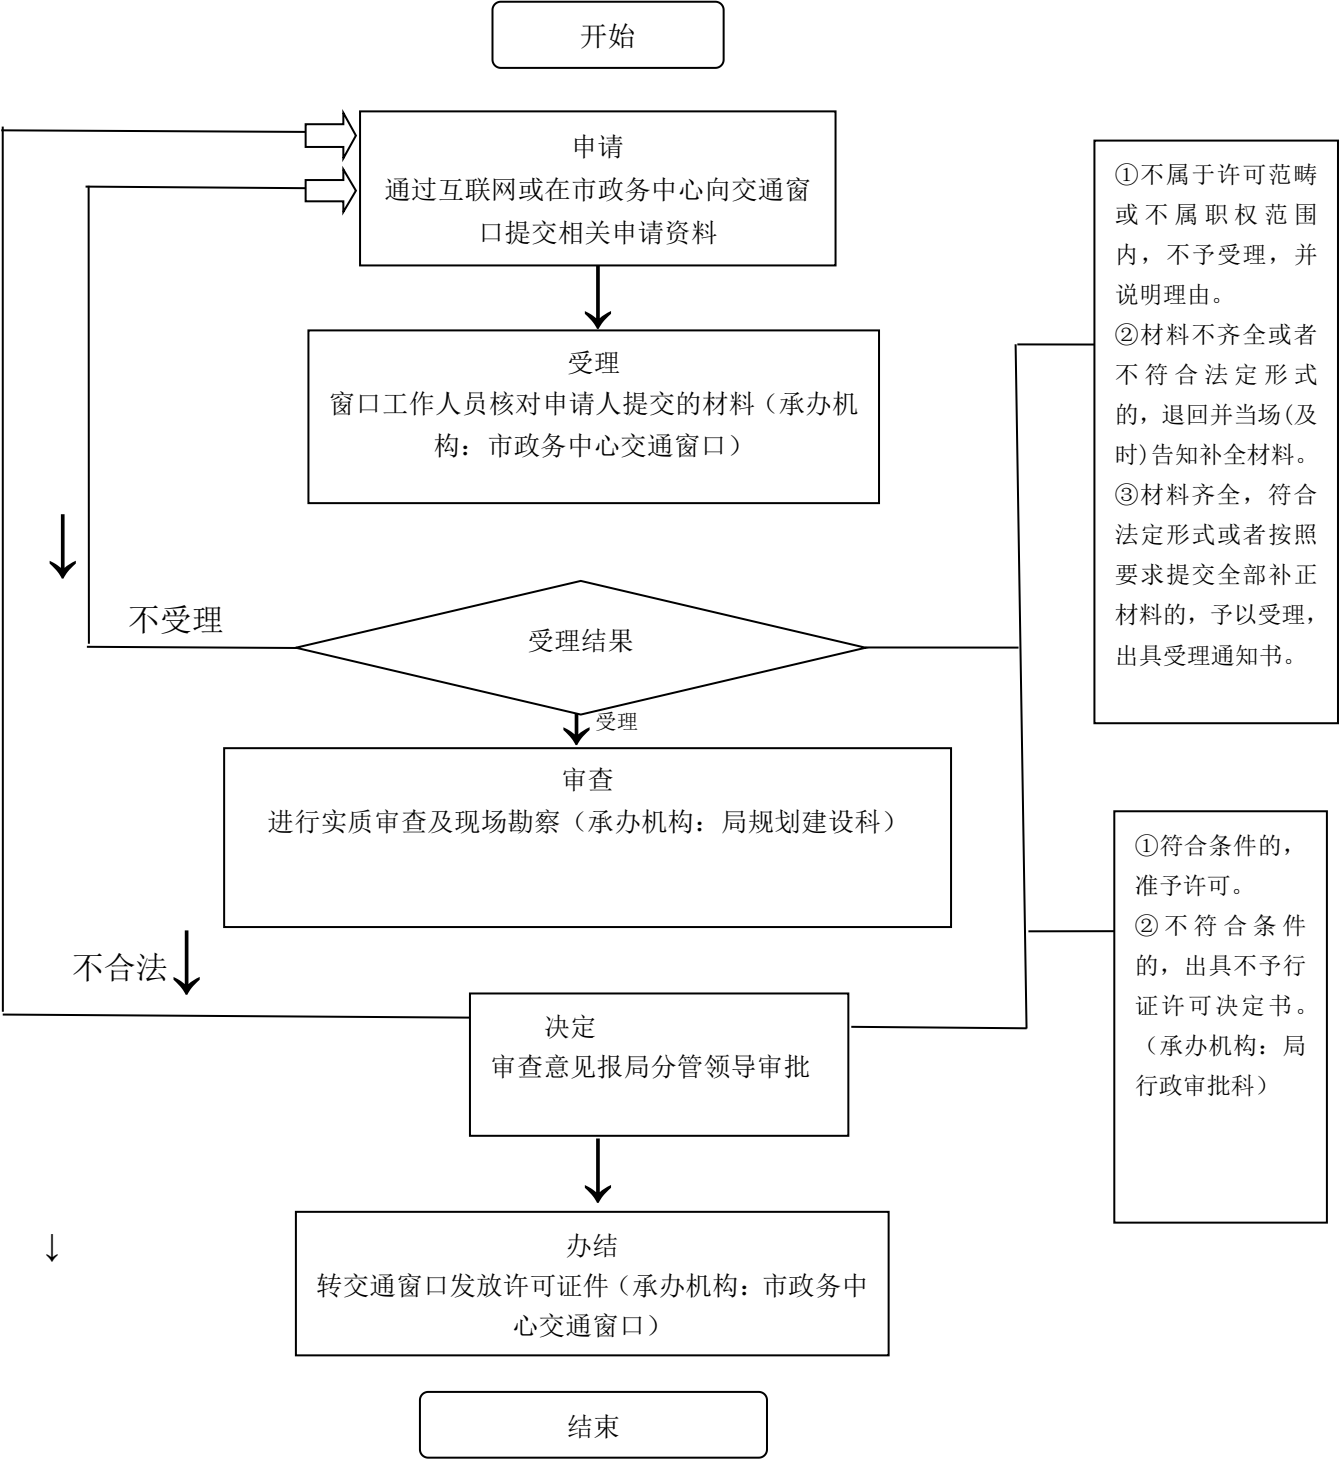 开始
申请
通过互联网或在市政务中心向交通窗
口提交相关申请资料
受理
窗口工作人员核对申请人提交的材料（承办机
构：市政务中心交通窗口）
不受理
受理结果
受理
审查
进行实质审查及现场勘察（承办机构：局规划建设科）
不合法
决定
审查意见报局分管领导审批
办结
转交通窗口发放许可证件（承办机构：市政务中
心交通窗口）
结束
①不属于许可范畴
或不属职权范围
内，不予受理，并
说明理由。
②材料不齐全或者
不符合法定形式
的，退回并当场(及
时)告知补全材料。
③材料齐全，符合
法定形式或者按照
要求提交全部补正
材料的，予以受理，
出具受理通知书。
①符合条件的，
准予许可。
②不符合条件
的，出具不予行
证许可决定书。
（承办机构：局
行政审批科）